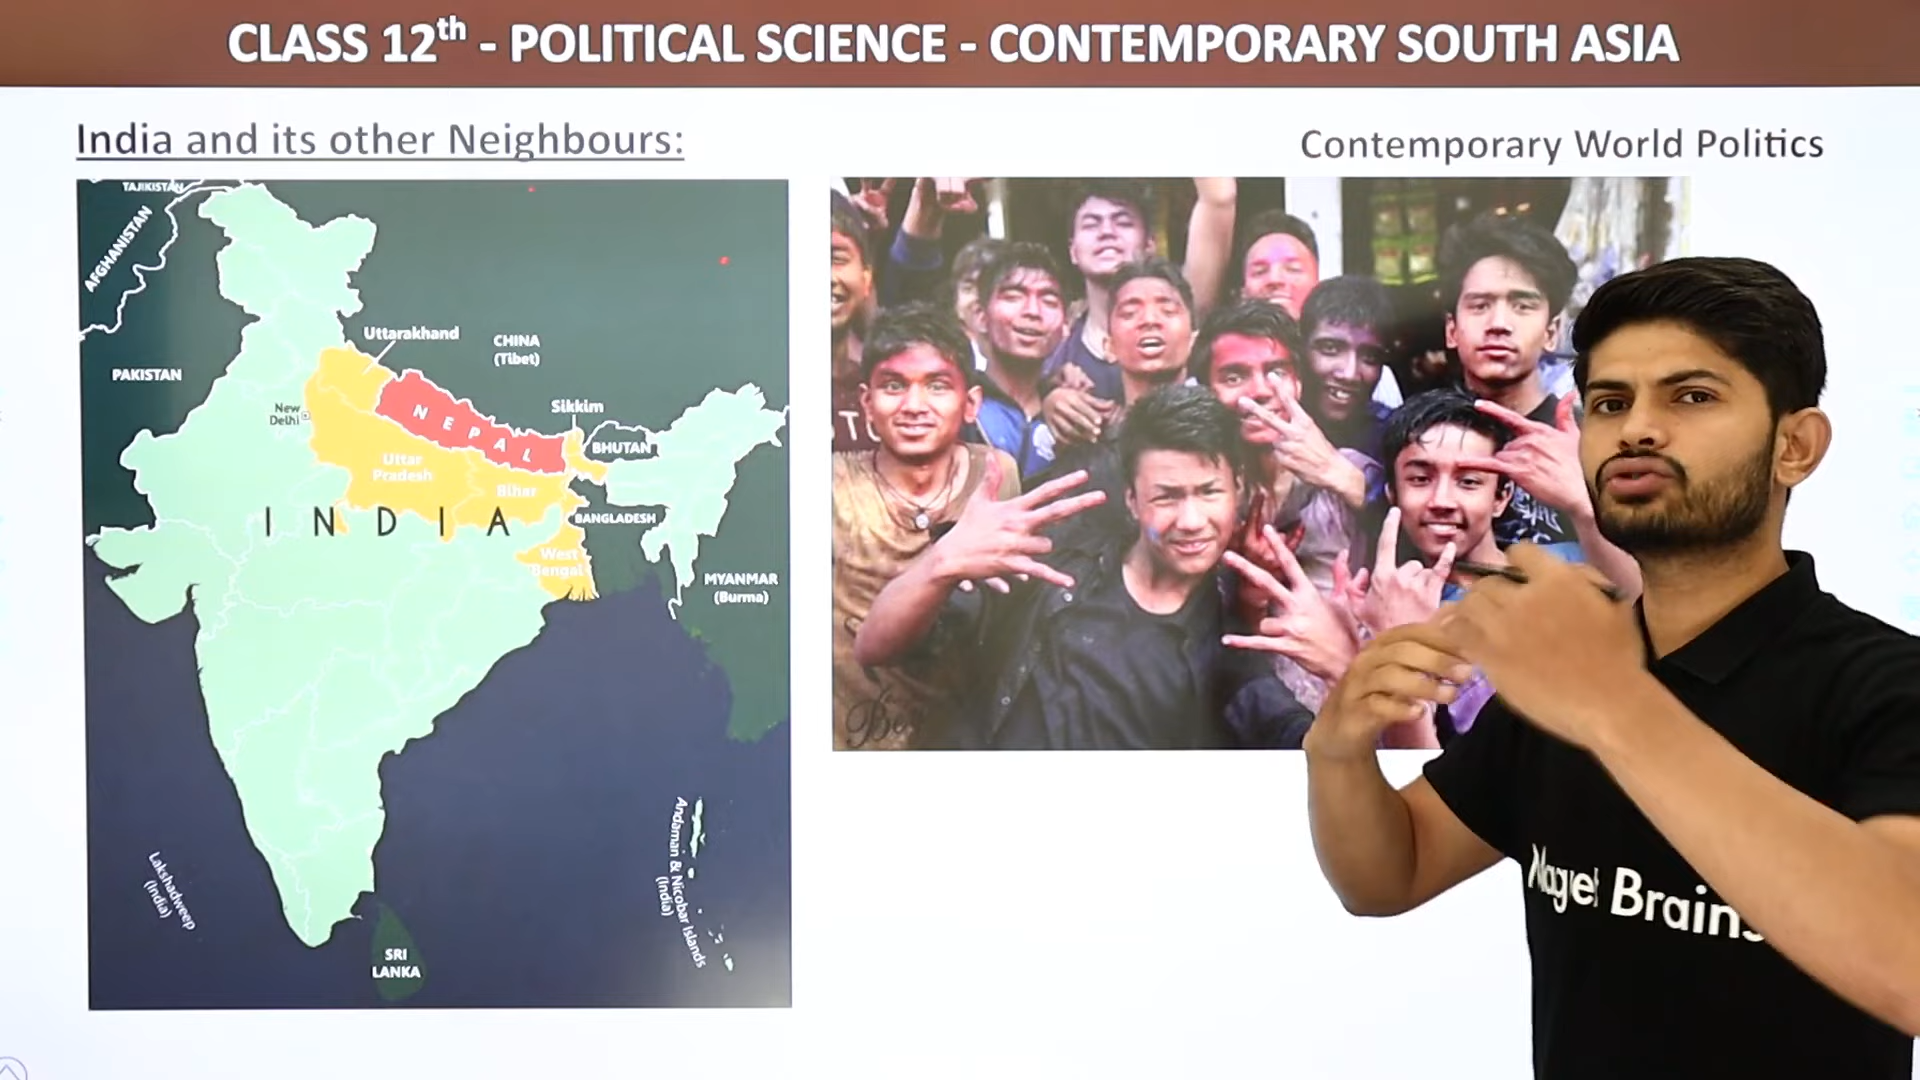 CLASS 12th - POLITICAL SCIENCE - CONTEMPORARY SOUTH ASIA
India and its other Neighbours:
Contemporary World Politics
TAJIKISTAN
AFGHANISTAN
PAKISTAN
Uttarakhand
CHINA
(Tibet)
New
Delhi
NEPAL
Sikkim
BHUTAN
Uttar
Pradesh
Bihar
INDIA
BANGLADESH
West
Bengal
MYANMAR
(Burma)
Lakshadweep
(India)
Andaman & Nicobar Islands
(India)
SRI
LANKA
Magnet Brains